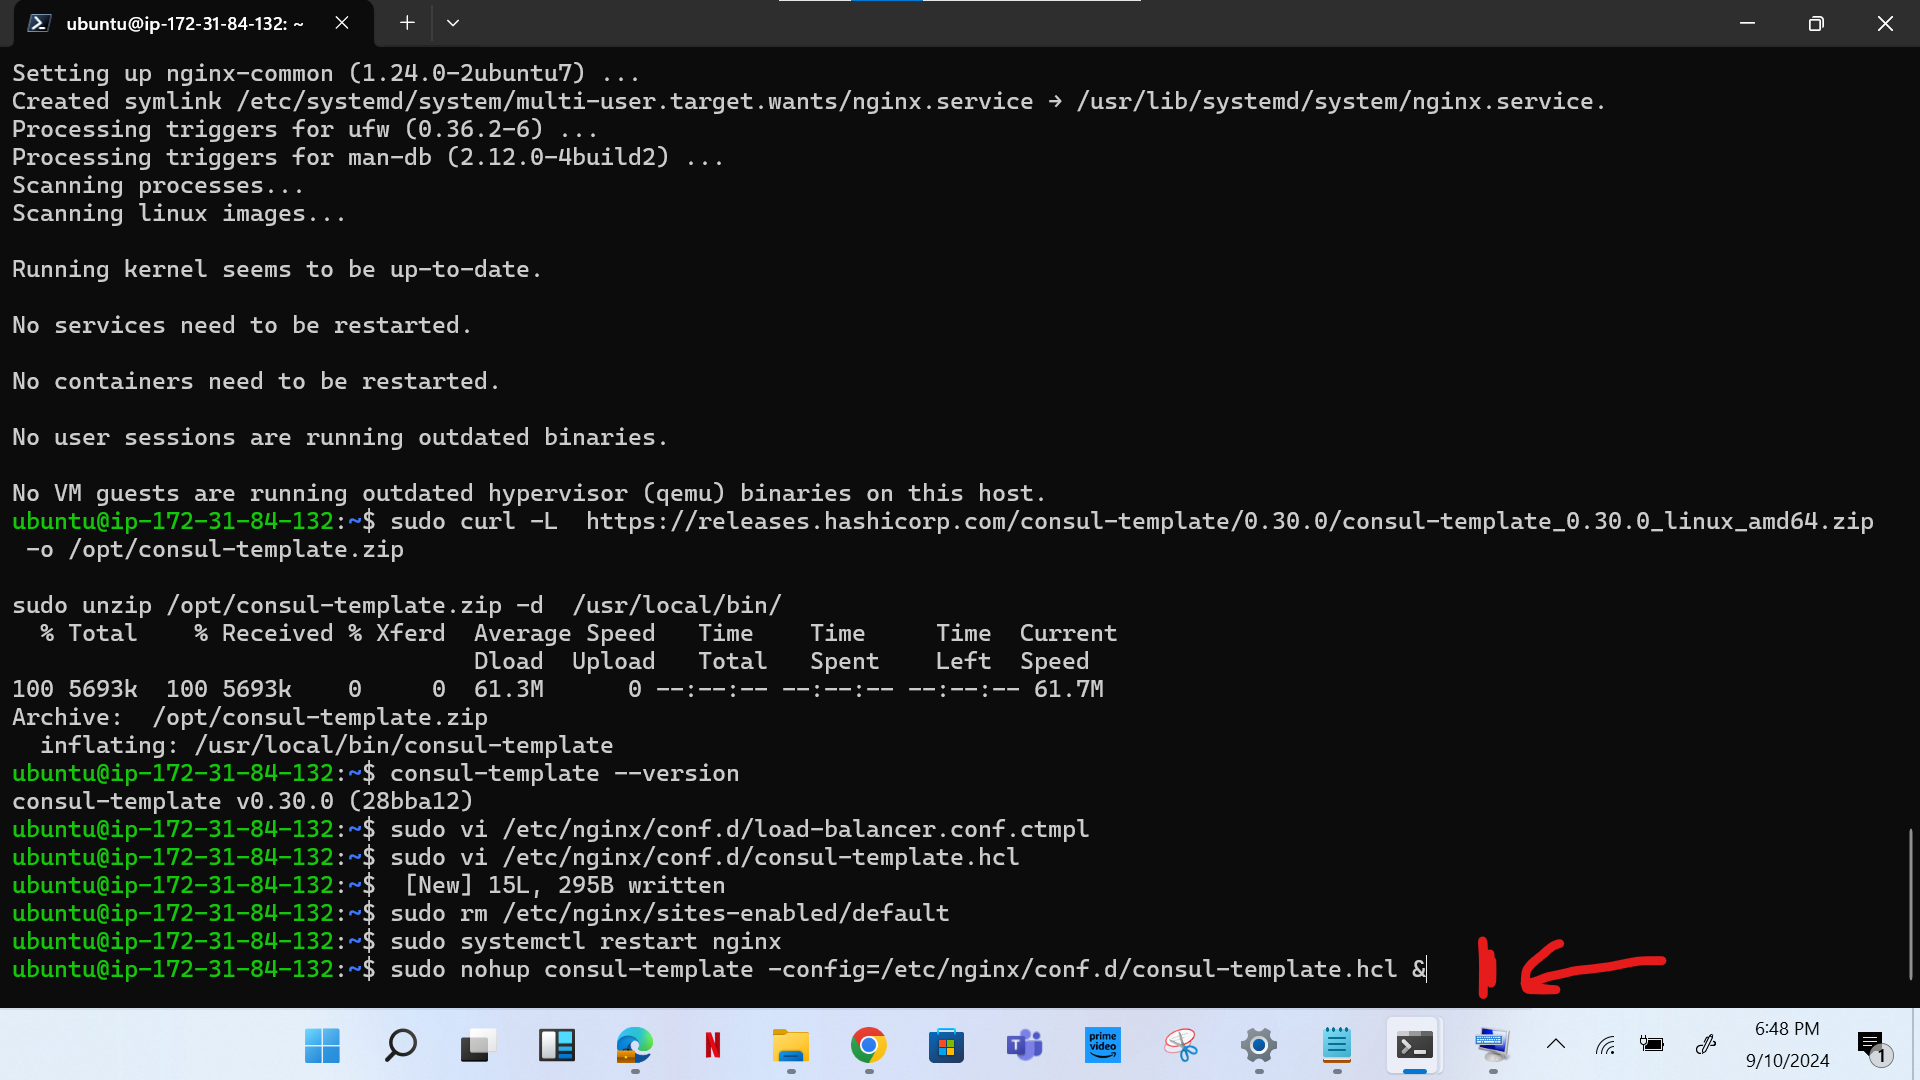 ubuntu@ip-172-31-84-132: ~
Setting up nginx-common (1.24.0-2ubuntu7) ...
Created symlink /etc/systemd/system/multi-user.target.wants/nginx.service → /usr/lib/systemd/system/nginx.service.
Processing triggers for ufw (0.36.2-6) ...
Processing triggers for man-db (2.12.0-4build2) ...
Scanning processes...
Scanning linux images...
Running kernel seems to be up-to-date.
No services need to be restarted.
No containers need to be restarted.
No user sessions are running outdated binaries.
No VM guests are running outdated hypervisor (qemu) binaries on this host.
ubuntu@ip-172-31-84-132:~$ sudo curl -L  https://releases.hashicorp.com/consul-template/0.30.0/consul-template_0.30.0_linux_amd64.zip
 -o /opt/consul-template.zip
sudo unzip /opt/consul-template.zip -d  /usr/local/bin/
  % Total    % Received % Xferd  Average Speed   Time    Time     Time  Current
                                 Dload  Upload   Total   Spent    Left  Speed
100 5693k  100 5693k    0     0  61.3M      0 --:--:-- --:--:-- --:--:-- 61.7M
Archive:  /opt/consul-template.zip
  inflating: /usr/local/bin/consul-template
ubuntu@ip-172-31-84-132:~$ consul-template --version
consul-template v0.30.0 (28bba12)
ubuntu@ip-172-31-84-132:~$ sudo vi /etc/nginx/conf.d/load-balancer.conf.ctmpl
ubuntu@ip-172-31-84-132:~$ sudo vi /etc/nginx/conf.d/consul-template.hcl
ubuntu@ip-172-31-84-132:~$  [New] 15L, 295B written
ubuntu@ip-172-31-84-132:~$ sudo rm /etc/nginx/sites-enabled/default
ubuntu@ip-172-31-84-132:~$ sudo systemctl restart nginx
ubuntu@ip-172-31-84-132:~$ sudo nohup consul-template -config=/etc/nginx/conf.d/consul-template.hcl &
N
T
prime video
6:48 PM
9/10/2024
1